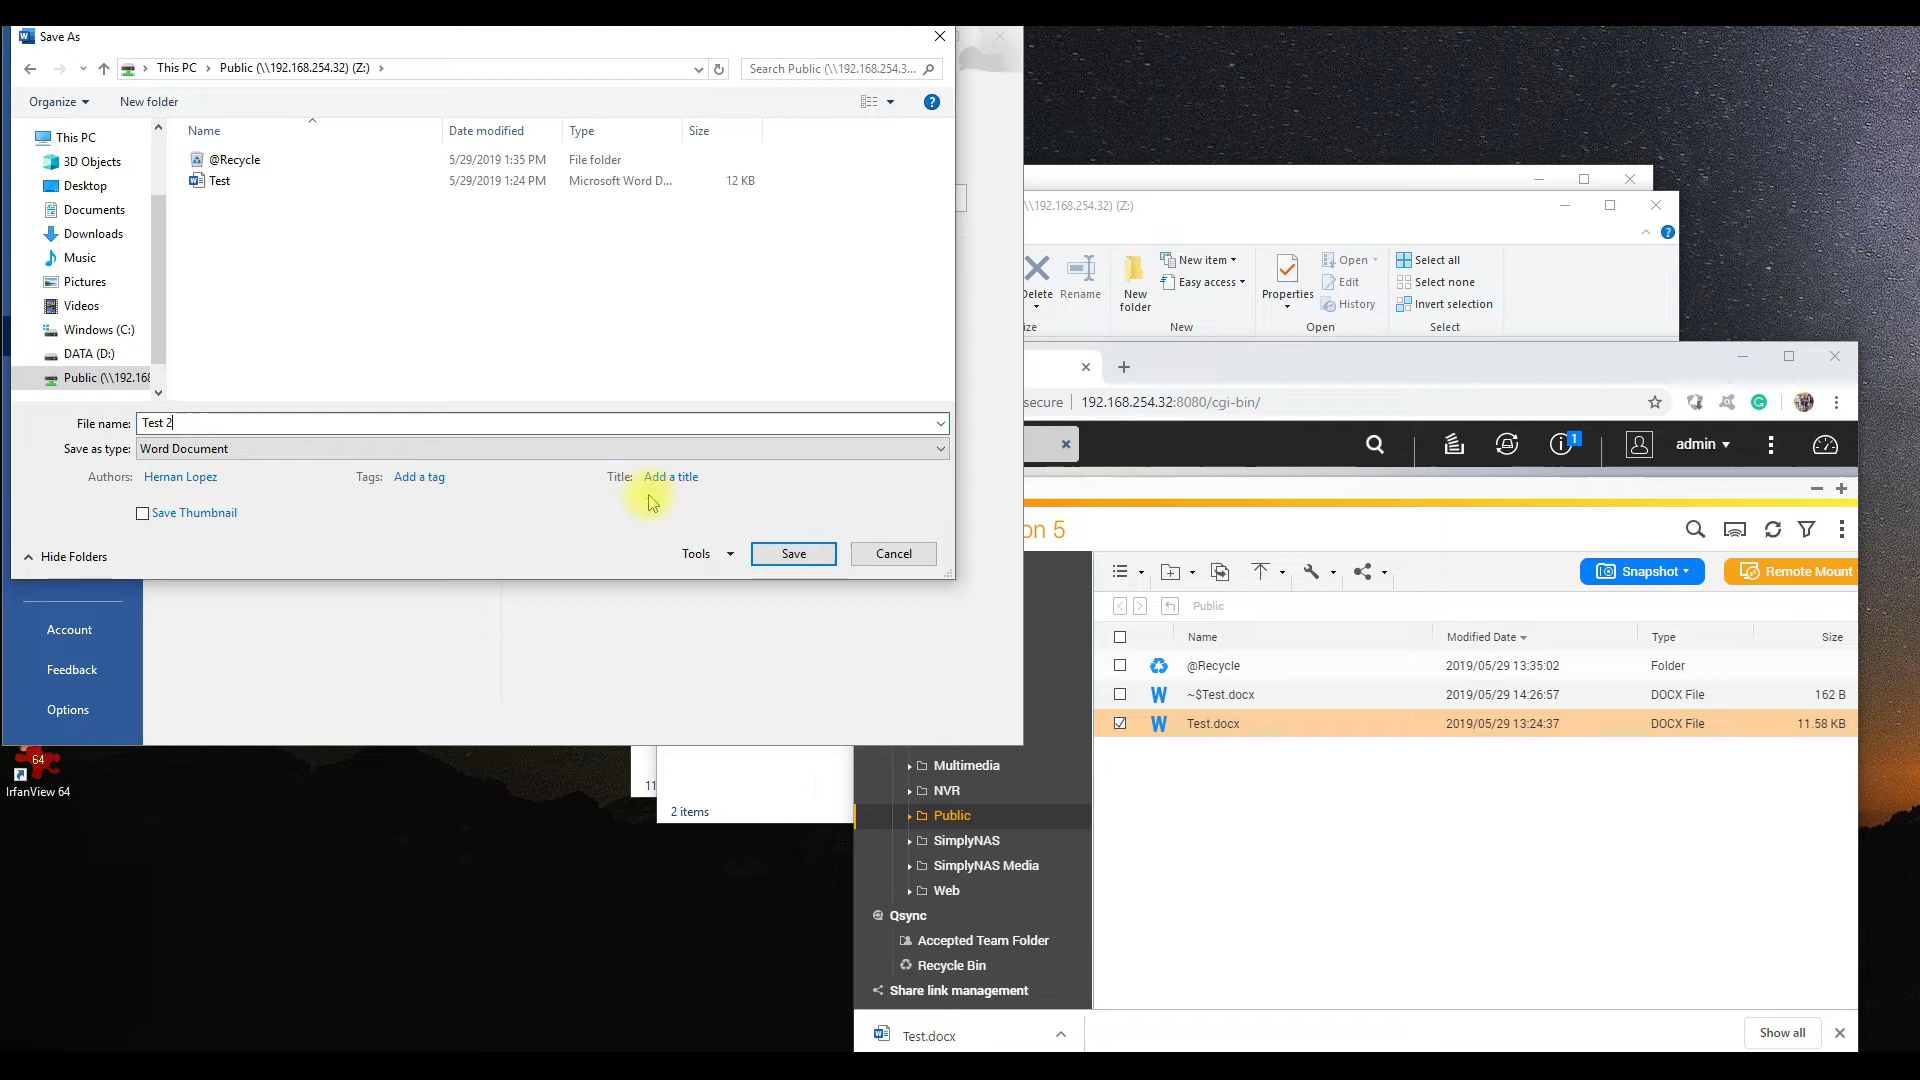 Save As
This PC
Public (\\192.168.254.32) (Z:)
Search Public (\\192.168.254.3...
Organize
New folder
Name
Date modified
Type
Size
This PC
3D Objects
Desktop
Documents
Downloads
Music
Pictures
Videos
Windows (C:)
DATA (D:)
Public (\\192.168
@Recycle
5/29/2019 1:35 PM
File folder
Test
5/29/2019 1:24 PM
Microsoft Word D...
12 KB
File name:
Test 2
Save as type:
Word Document
Authors:
Hernan Lopez
Tags:
Add a tag
Title:
Add a title
Save Thumbnail
Hide Folders
Tools
Save
Cancel
Account
Feedback
Options
64
IrfanView 64
11
2 items
\\192.168.254.32) (Z:)
Delete
Rename
New folder
New item
Easy access
New
Properties
Open
Edit
History
Open
Select all
Select none
Invert selection
Select
ize
secure
192.168.254.32:8080/cgi-bin/
1
admin
on 5
Snapshot
Remote Mount
Public
Name
Modified Date
Type
Size
@Recycle
2019/05/29 13:35:02
Folder
~$Test.docx
2019/05/29 14:26:57
DOCX File
162 B
Test.docx
2019/05/29 13:24:37
DOCX File
11.58 KB
Multimedia
NVR
Public
SimplyNAS
SimplyNAS Media
Web
Qsync
Accepted Team Folder
Recycle Bin
Share link management
Test.docx
Show all